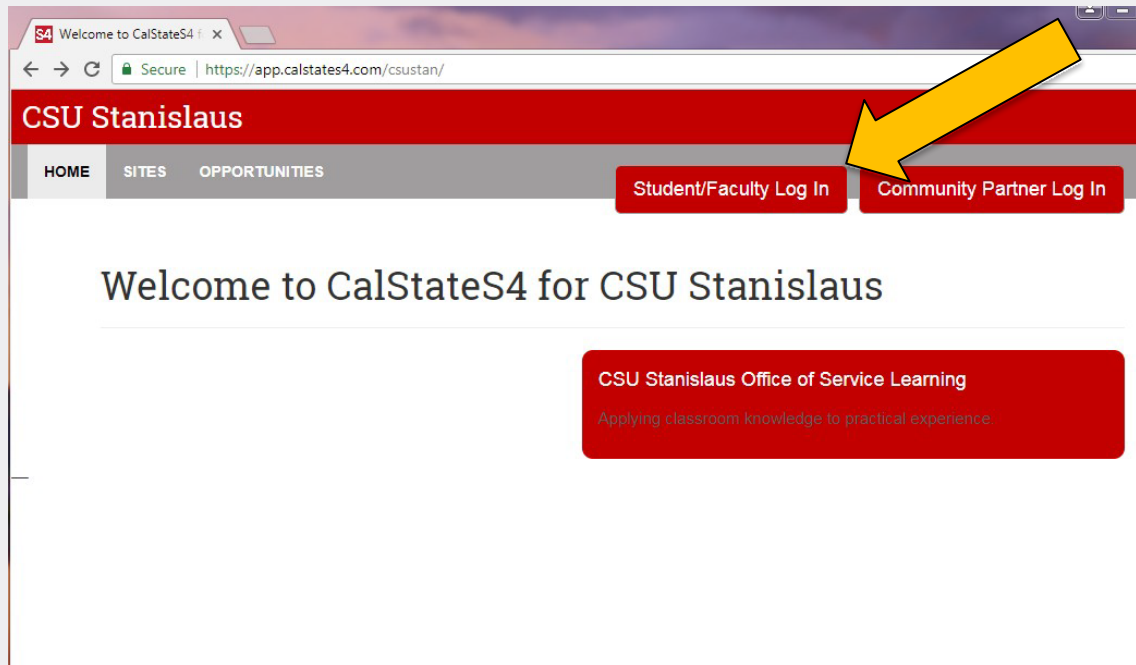 S4 Welcome to CalStateS4 f
Secure | https://app.calstates4.com/csustan/
CSU Stanislaus
HOME SITES OPPORTUNITIES
Student/Faculty Log In Community Partner Log In
Welcome to CalStateS4 for CSU Stanislaus
CSU Stanislaus Office of Service Learning
Applying classroom knowledge to practical experience.